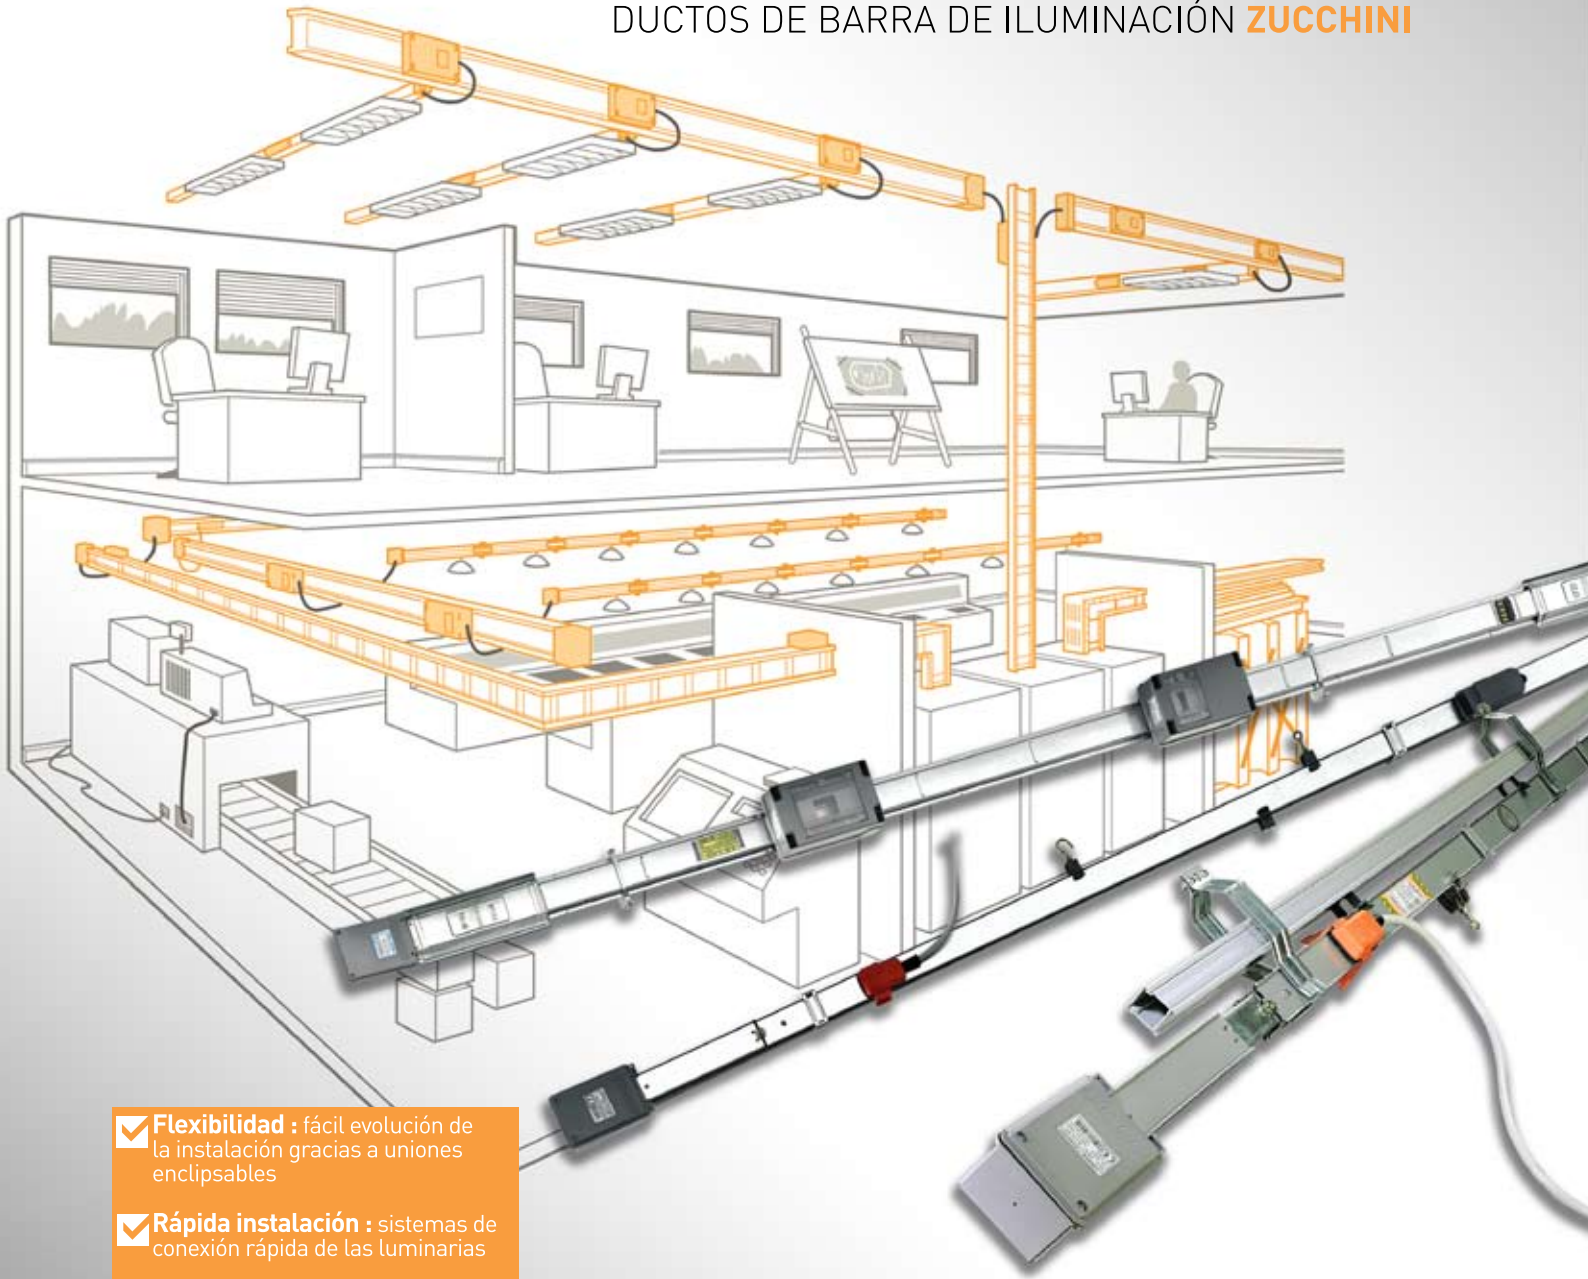 DUCTOS DE BARRA DE ILUMINACIÓN ZUCCHINI
Flexibilidad : fácil evolución de
la instalación gracias a uniones
enclipsables
Rápida instalación : sistemas de
conexión rápida de las luminarias